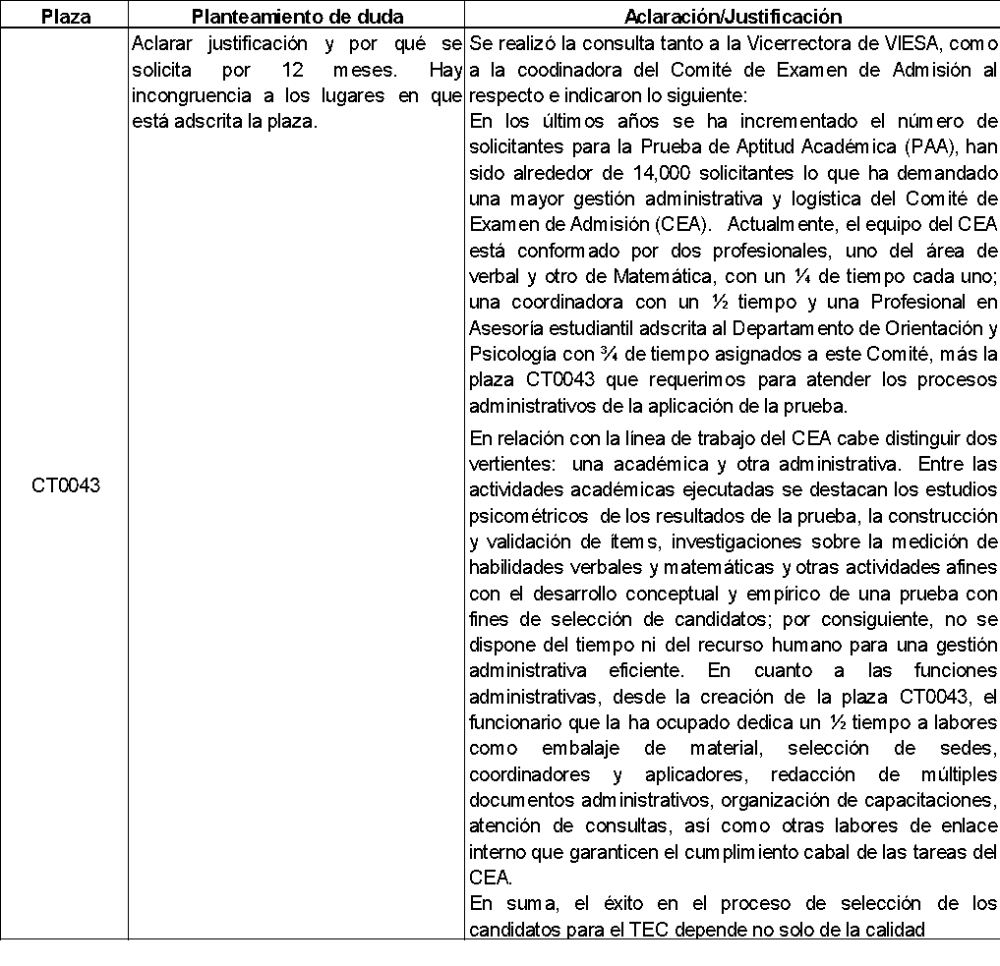 Plaza Planteamiento de duda Aclaración/Justificación
CT0043
Aclarar justificación y por qué se
solicita por 12 meses. Hay
incongruencia a los lugares en que
está adscrita la plaza.
Se realizó la consulta tanto a la Vicerrectora de VIESA, como
a la coodinadora del Comité de Examen de Admisión al
respecto e indicaron lo siguiente:
En los últimos años se ha incrementado el número de
solicitantes para la Prueba de Aptitud Académica (PAA), han
sido alrededor de 14,000 solicitantes lo que ha demandado
una mayor gestión administrativa y logística del Comité de
Examen de Admisión (CEA). Actualmente, el equipo del CEA
está conformado por dos profesionales, uno del área de
verbal y otro de Matemática, con un ¼ de tiempo cada uno;
una coordinadora con un ½ tiempo y una Profesional en
Asesoría estudiantil adscrita al Departamento de Orientación y
Psicología con ¾ de tiempo asignados a este Comité, más la
plaza CT0043 que requerimos para atender los procesos
administrativos de la aplicación de la prueba.
En relación con la línea de trabajo del CEA cabe distinguir dos
vertientes: una académica y otra administrativa. Entre las
actividades académicas ejecutadas se destacan los estudios
psicométricos de los resultados de la prueba, la construcción
y validación de ítems, investigaciones sobre la medición de
habilidades verbales y matemáticas y otras actividades afines
con el desarrollo conceptual y empírico de una prueba con
fines de selección de candidatos; por consiguiente, no se
dispone del tiempo ni del recurso humano para una gestión
administrativa eficiente. En cuanto a las funciones
administrativas, desde la creación de la plaza CT0043, el
funcionario que la ha ocupado dedica un ½ tiempo a labores
como embalaje de material, selección de sedes,
coordinadores y aplicadores, redacción de múltiples
documentos administrativos, organización de capacitaciones,
atención de consultas, así como otras labores de enlace
interno que garanticen el cumplimiento cabal de las tareas del
CEA.
En suma, el éxito en el proceso de selección de los
candidatos para el TEC depende no solo de la calidad